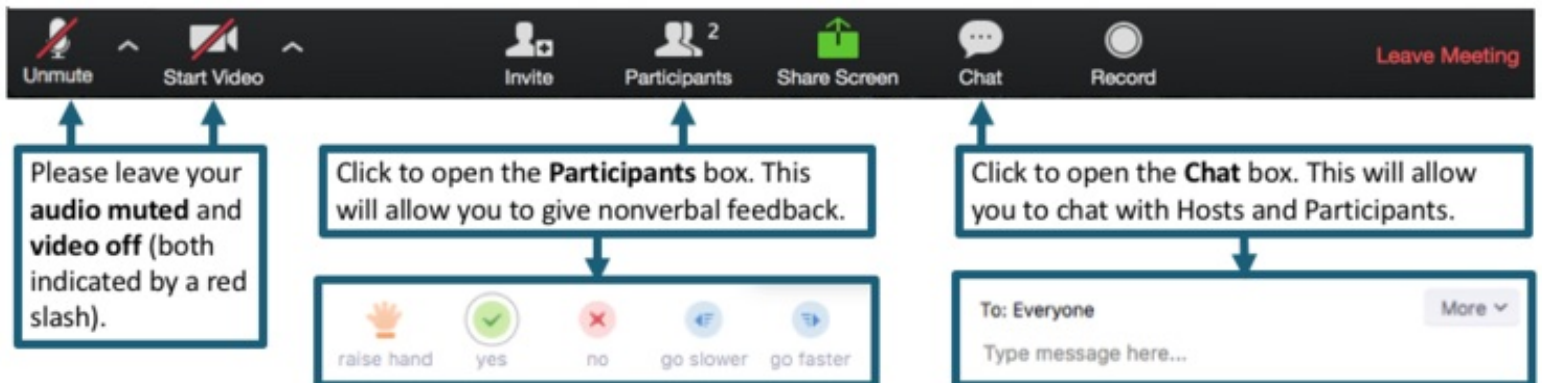 Unmute
Start Video
Invite
Participants
2
Share Screen
Chat
Record
Leave Meeting
Please leave your
audio muted and
video off (both
indicated by a red
slash).
Click to open the Participants box. This
will allow you to give nonverbal feedback.
raise hand
yes
no
go slower
go faster
Click to open the Chat box. This will allow
you to chat with Hosts and Participants.
To: Everyone
More
Type message here...